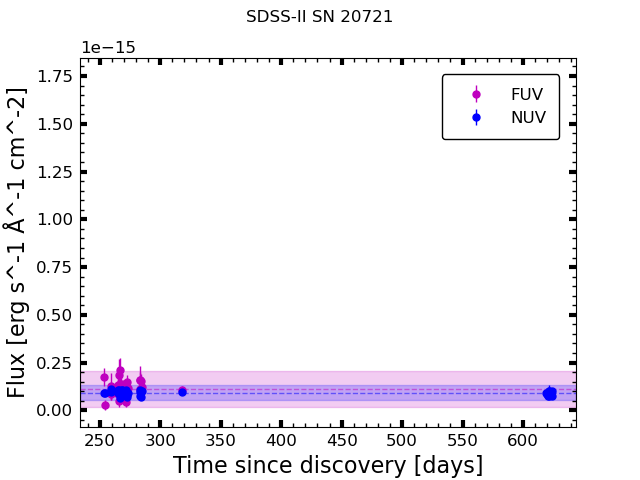 SDSS-II SN 20721
1e−15
1.75
1.50
1.25
1.00
0.75
0.50
0.25
0.00
Flux [erg s^-1 Å^-1 cm^-2]
FUV
NUV
250 300 350 400 450 500 550 600
Time since discovery [days]